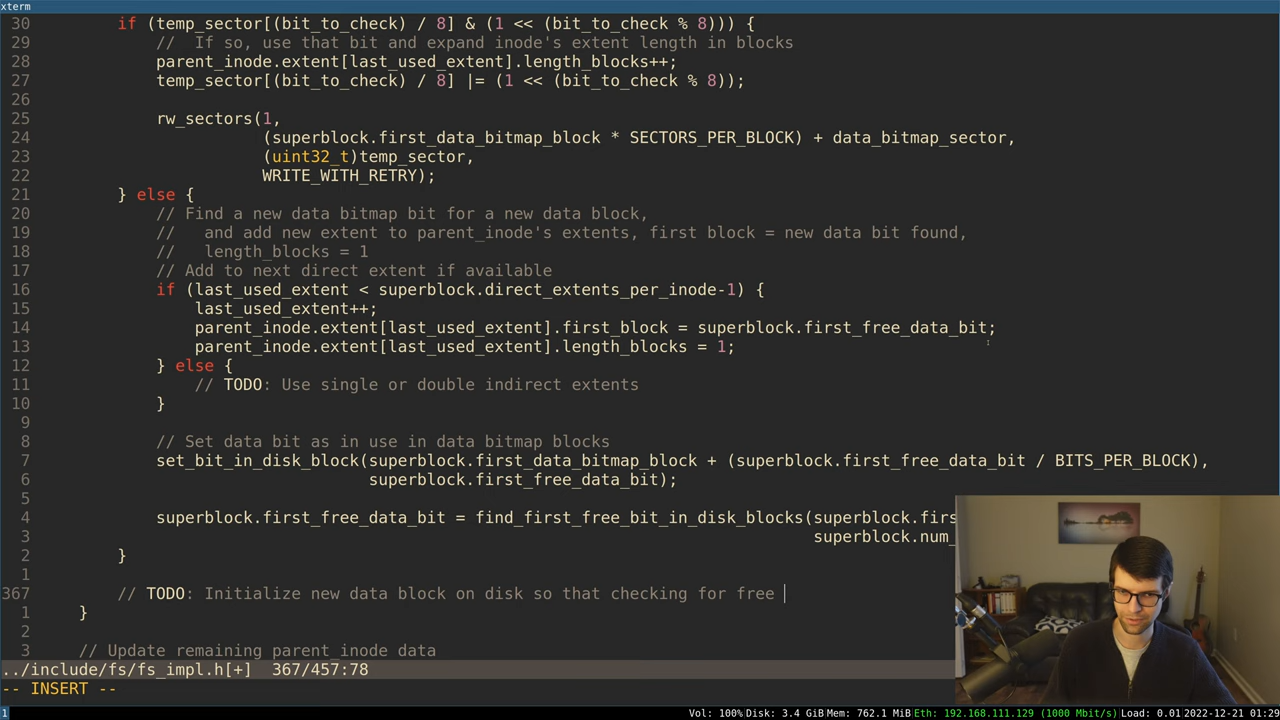 xterm
30 if (temp_sector[(bit_to_check) / 8] & (1 << (bit_to_check % 8))) {
29 //  If so, use that bit and expand inode's extent length in blocks
28 parent_inode.extent[last_used_extent].length_blocks++;
27 temp_sector[(bit_to_check) / 8] |= (1 << (bit_to_check % 8));
26
25 rw_sectors(1,
24 (superblock.first_data_bitmap_block * SECTORS_PER_BLOCK) + data_bitmap_sector,
23 (uint32_t)temp_sector,
22 WRITE_WITH_RETRY);
21 } else {
20 // Find a new data bitmap bit for a new data block,
19 //   and add new extent to parent_inode's extents, first block = new data bit found,
18 //   length_blocks = 1
17 // Add to next direct extent if available
16 if (last_used_extent < superblock.direct_extents_per_inode-1) {
15 last_used_extent++;
14 parent_inode.extent[last_used_extent].first_block = superblock.first_free_data_bit;
13 parent_inode.extent[last_used_extent].length_blocks = 1;
12 } else {
11 // TODO: Use single or double indirect extents
10 }
9
8 // Set data bit as in use in data bitmap blocks
7 set_bit_in_disk_block(superblock.first_data_bitmap_block + (superblock.first_free_data_bit / BITS_PER_BLOCK),
6 superblock.first_free_data_bit);
5
4 superblock.first_free_data_bit = find_first_free_bit_in_disk_blocks(superblock.firs
3 superblock.num_
2 }
1
367 // TODO: Initialize new data block on disk so that checking for free
1 }
2
3 // Update remaining parent_inode data
../include/fs/fs_impl.h[+] 367/457:78
-- INSERT --
1 Vol: 100% Disk: 3.4 GiB Mem: 762.1 MiB Eth: 192.168.111.129 (1000 Mbit/s) Load: 0.01 2022-12-21 01:29